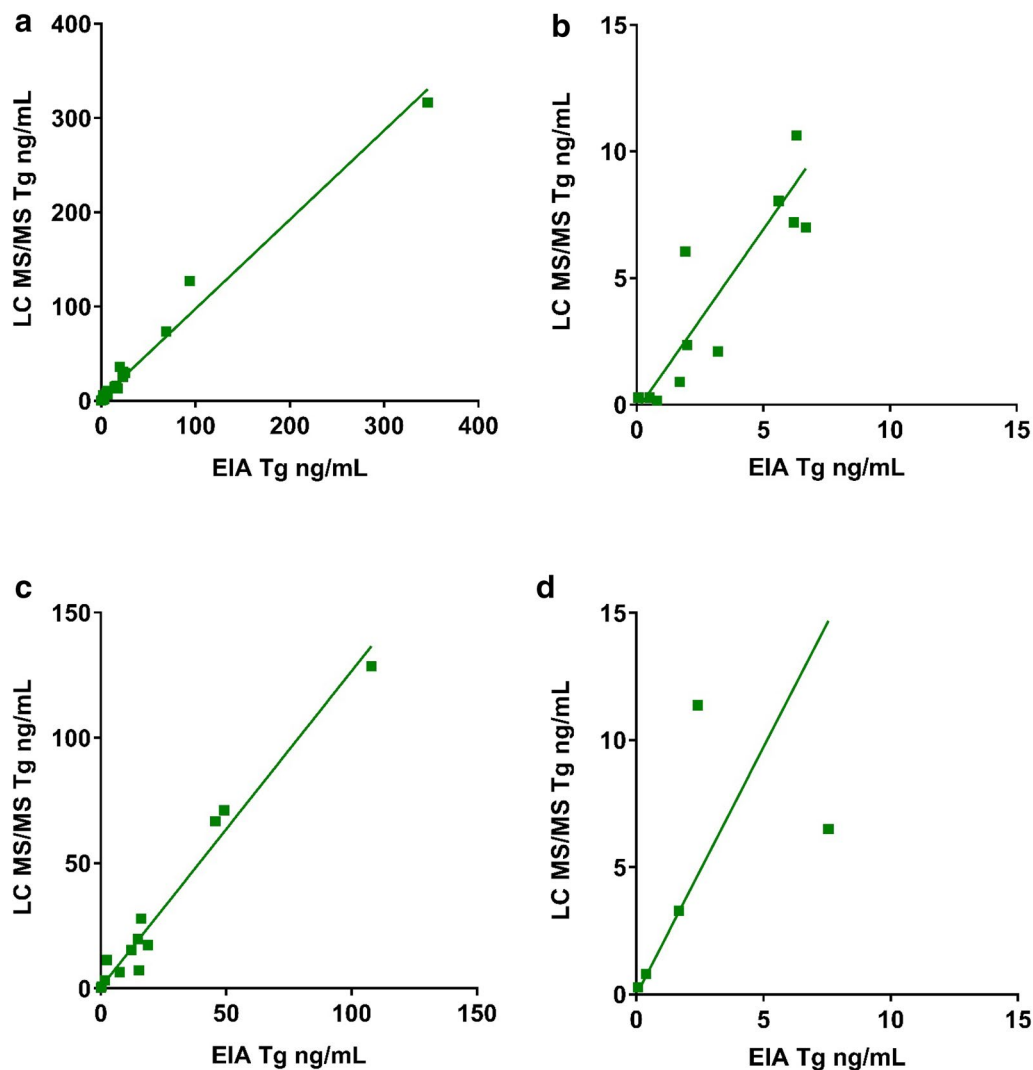 a
400
300
200
100
0
LC MS/MS Tg ng/mL
0 100 200 300 400
EIA Tg ng/mL
b
15
10
5
0
LC MS/MS Tg ng/mL
0 5 10 15
EIA Tg ng/mL
c
150
100
50
0
LC MS/MS Tg ng/mL
0 50 100 150
EIA Tg ng/mL
d
15
10
5
0
LC MS/MS Tg ng/mL
0 5 10 15
EIA Tg ng/mL